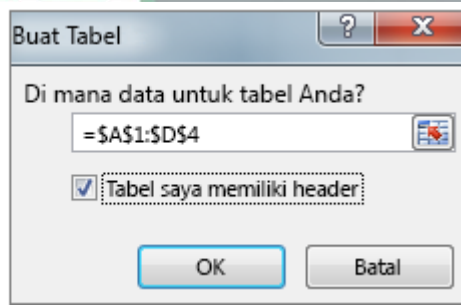 Buat Tabel
Di mana data untuk tabel Anda?
=$A$1:$D$4
Tabel saya memiliki header
OK Batal